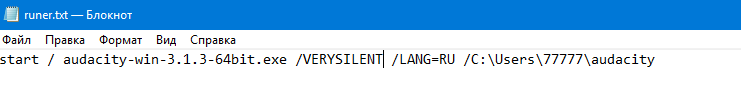 runer.txt — Блокнот
Файл Правка Формат Вид Справка
start / audacity-win-3.1.3-64bit.exe /VERYSILENT /LANG=RU /C:\Users\77777\audacity